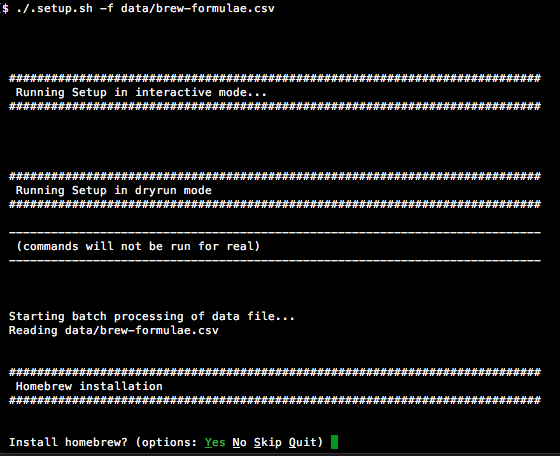 $ ./.setup.sh -f data/brew-formulae.csv
############################################################################
Running Setup in interactive mode...
############################################################################
############################################################################
Running Setup in dryrun mode
############################################################################
----------------------------------------------------------------------------
(commands will not be run for real)
----------------------------------------------------------------------------
Starting batch processing of data file...
Reading data/brew-formulae.csv
############################################################################
Homebrew installation
############################################################################
Install homebrew? (options: Yes No Skip Quit)